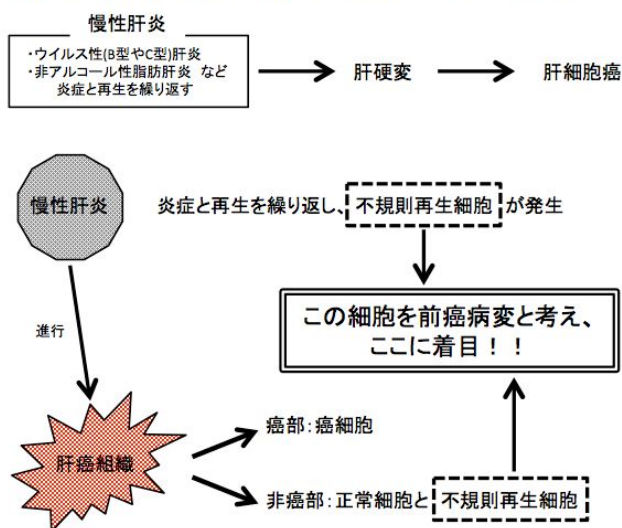 慢性肝炎
・ウイルス性(B型やC型)肝炎
・非アルコール性脂肪肝炎 など
炎症と再生を繰り返す
肝硬変
肝細胞癌
慢性肝炎
炎症と再生を繰り返し、不規則再生細胞が発生
この細胞を前癌病変と考え、
ここに着目！！
進行
肝癌組織
癌部：癌細胞
非癌部：正常細胞と不規則再生細胞